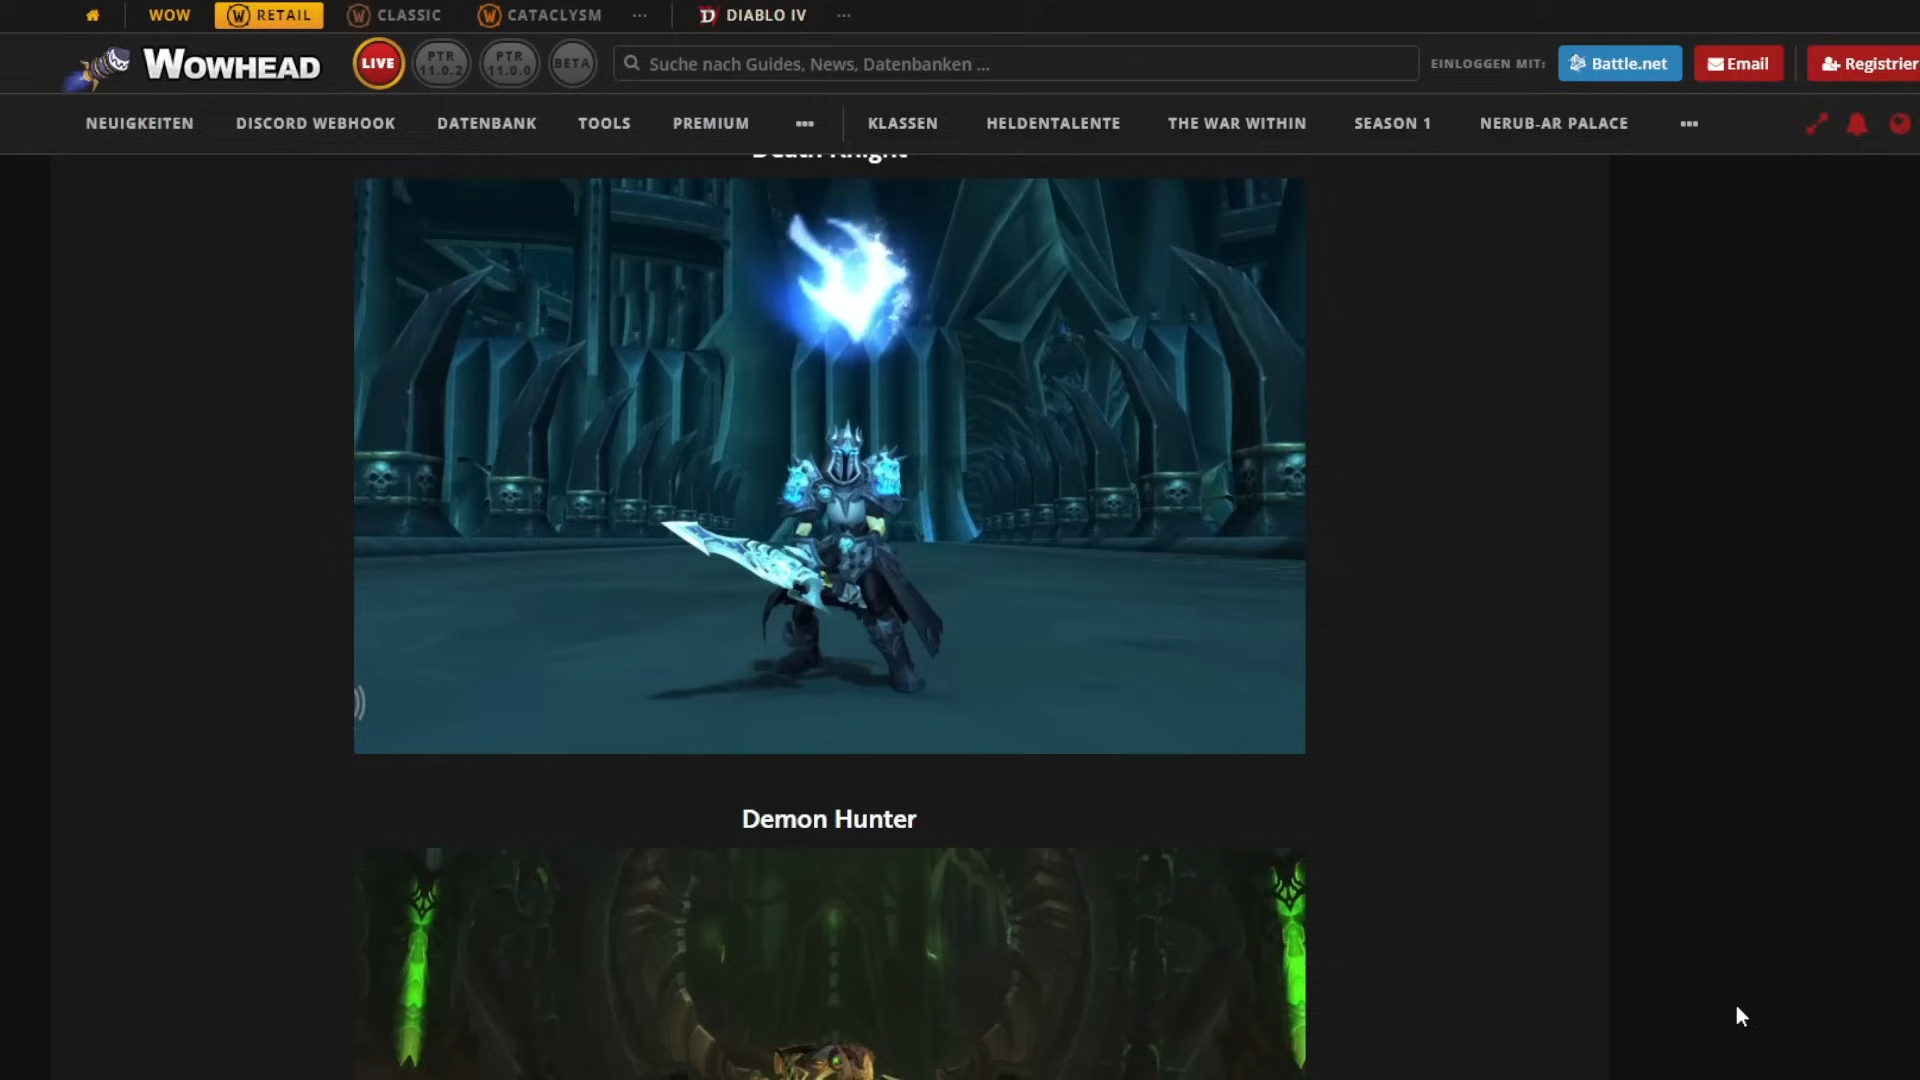 WOW
RETAIL
CLASSIC
CATACLYSM
...
DIABLO IV
...
WOWHEAD
LIVE
PTR
11.0.2
PTR
11.0.0
BETA
Suche nach Guides, News, Datenbanken ...
EINLOGGEN MIT:
Battle.net
Email
Registrier
NEUIGKEITEN
DISCORD WEBHOOK
DATENBANK
TOOLS
PREMIUM
...
KLASSEN
HELDENTALENTE
THE WAR WITHIN
SEASON 1
NERUB-AR PALACE
...
Death Knight
Demon Hunter